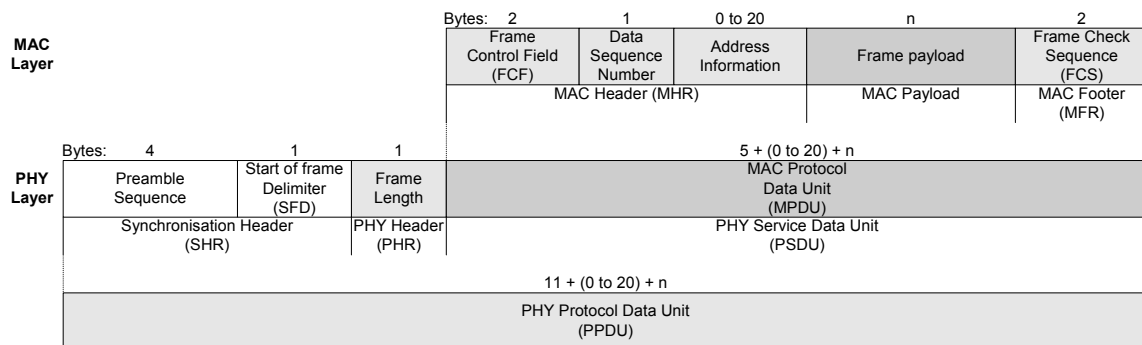 Bytes: 2 1 0 to 20 n 2
MAC Layer
Frame Control Field (FCF)
Data Sequence Number
Address Information
Frame payload
Frame Check Sequence (FCS)
MAC Header (MHR)
MAC Payload
MAC Footer (MFR)
Bytes: 4 1 1 5 + (0 to 20) + n
PHY Layer
Preamble Sequence
Start of frame Delimiter (SFD)
Frame Length
MAC Protocol Data Unit (MPDU)
Synchronisation Header (SHR)
PHY Header (PHR)
PHY Service Data Unit (PSDU)
11 + (0 to 20) + n
PHY Protocol Data Unit (PPDU)